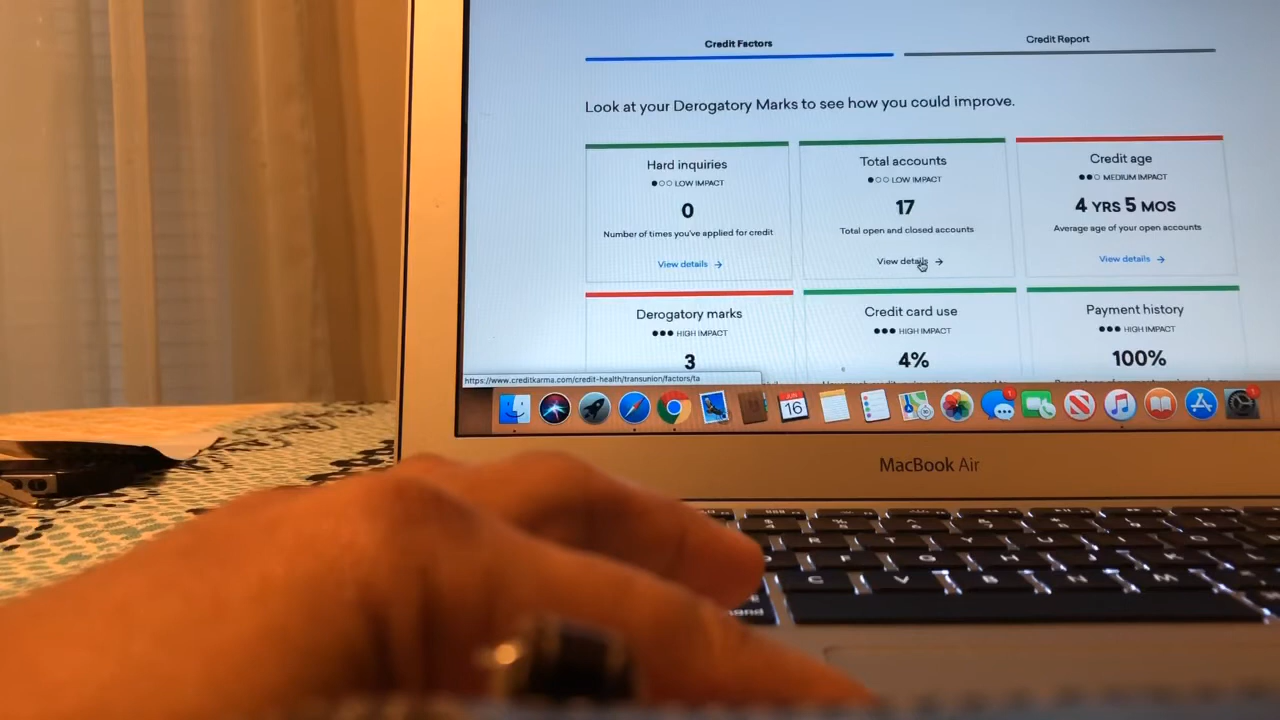 Credit Factors
Credit Report
Look at your Derogatory Marks to see how you could improve.
Hard inquiries
LOW IMPACT
0
Number of times you've applied for credit
View details →
Total accounts
LOW IMPACT
17
Total open and closed accounts
View details →
Credit age
MEDIUM IMPACT
4 YRS 5 MOS
Average age of your open accounts
View details →
Derogatory marks
HIGH IMPACT
3
Credit card use
HIGH IMPACT
4%
Payment history
HIGH IMPACT
100%
https://www.creditkarma.com/credit-health/transunion/factors/ta
JUN
16
1
1
MacBook Air
R T Y U I O
F G H J K L
C V B N M